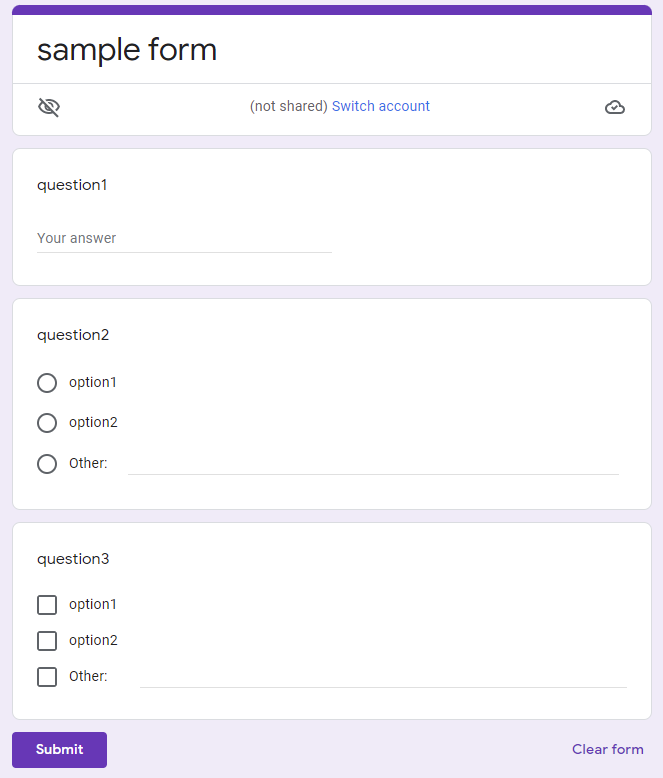 sample form
(not shared) Switch account
question1
Your answer
question2
option1
option2
Other:
question3
option1
option2
Other:
Submit Clear form